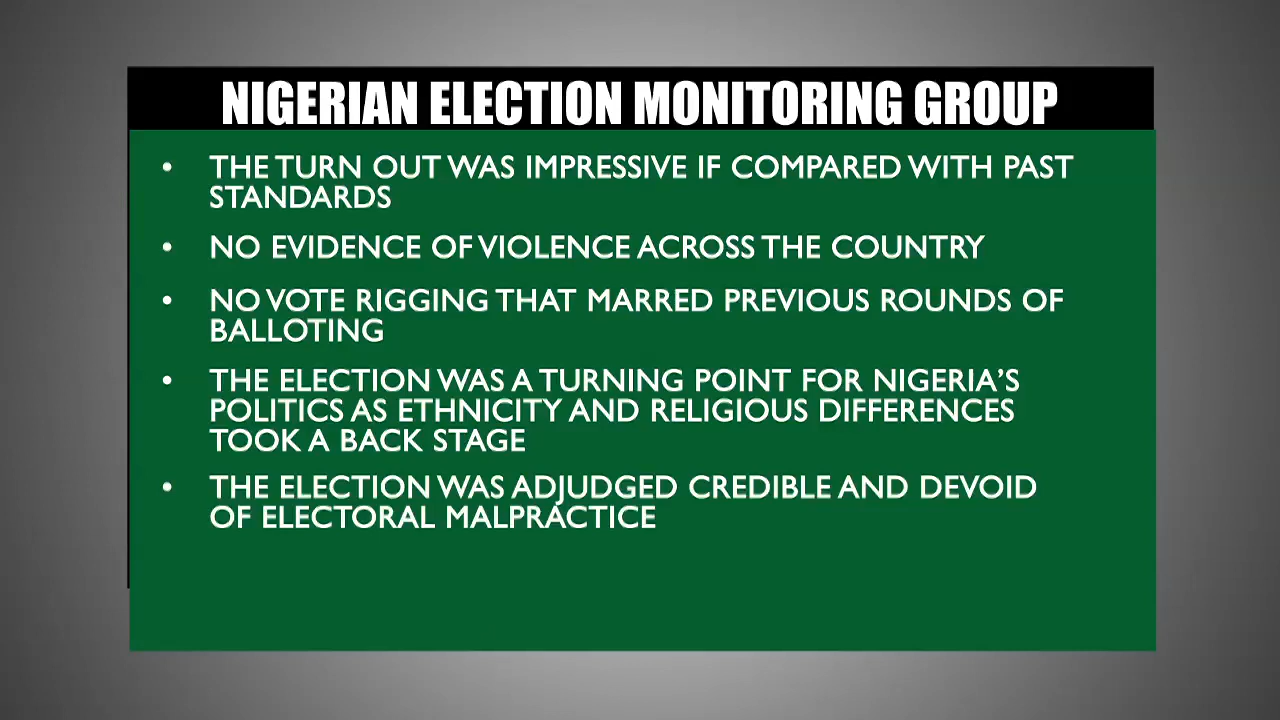 NIGERIAN ELECTION MONITORING GROUP
• THE TURN OUT WAS IMPRESSIVE IF COMPARED WITH PAST
STANDARDS
• NO EVIDENCE OF VIOLENCE ACROSS THE COUNTRY
• NO VOTE RIGGING THAT MARRED PREVIOUS ROUNDS OF
BALLOTING
• THE ELECTION WAS A TURNING POINT FOR NIGERIA’S
POLITICS AS ETHNICITY AND RELIGIOUS DIFFERENCES
TOOK A BACK STAGE
• THE ELECTION WAS ADJUDGED CREDIBLE AND DEVOID
OF ELECTORAL MALPRACTICE